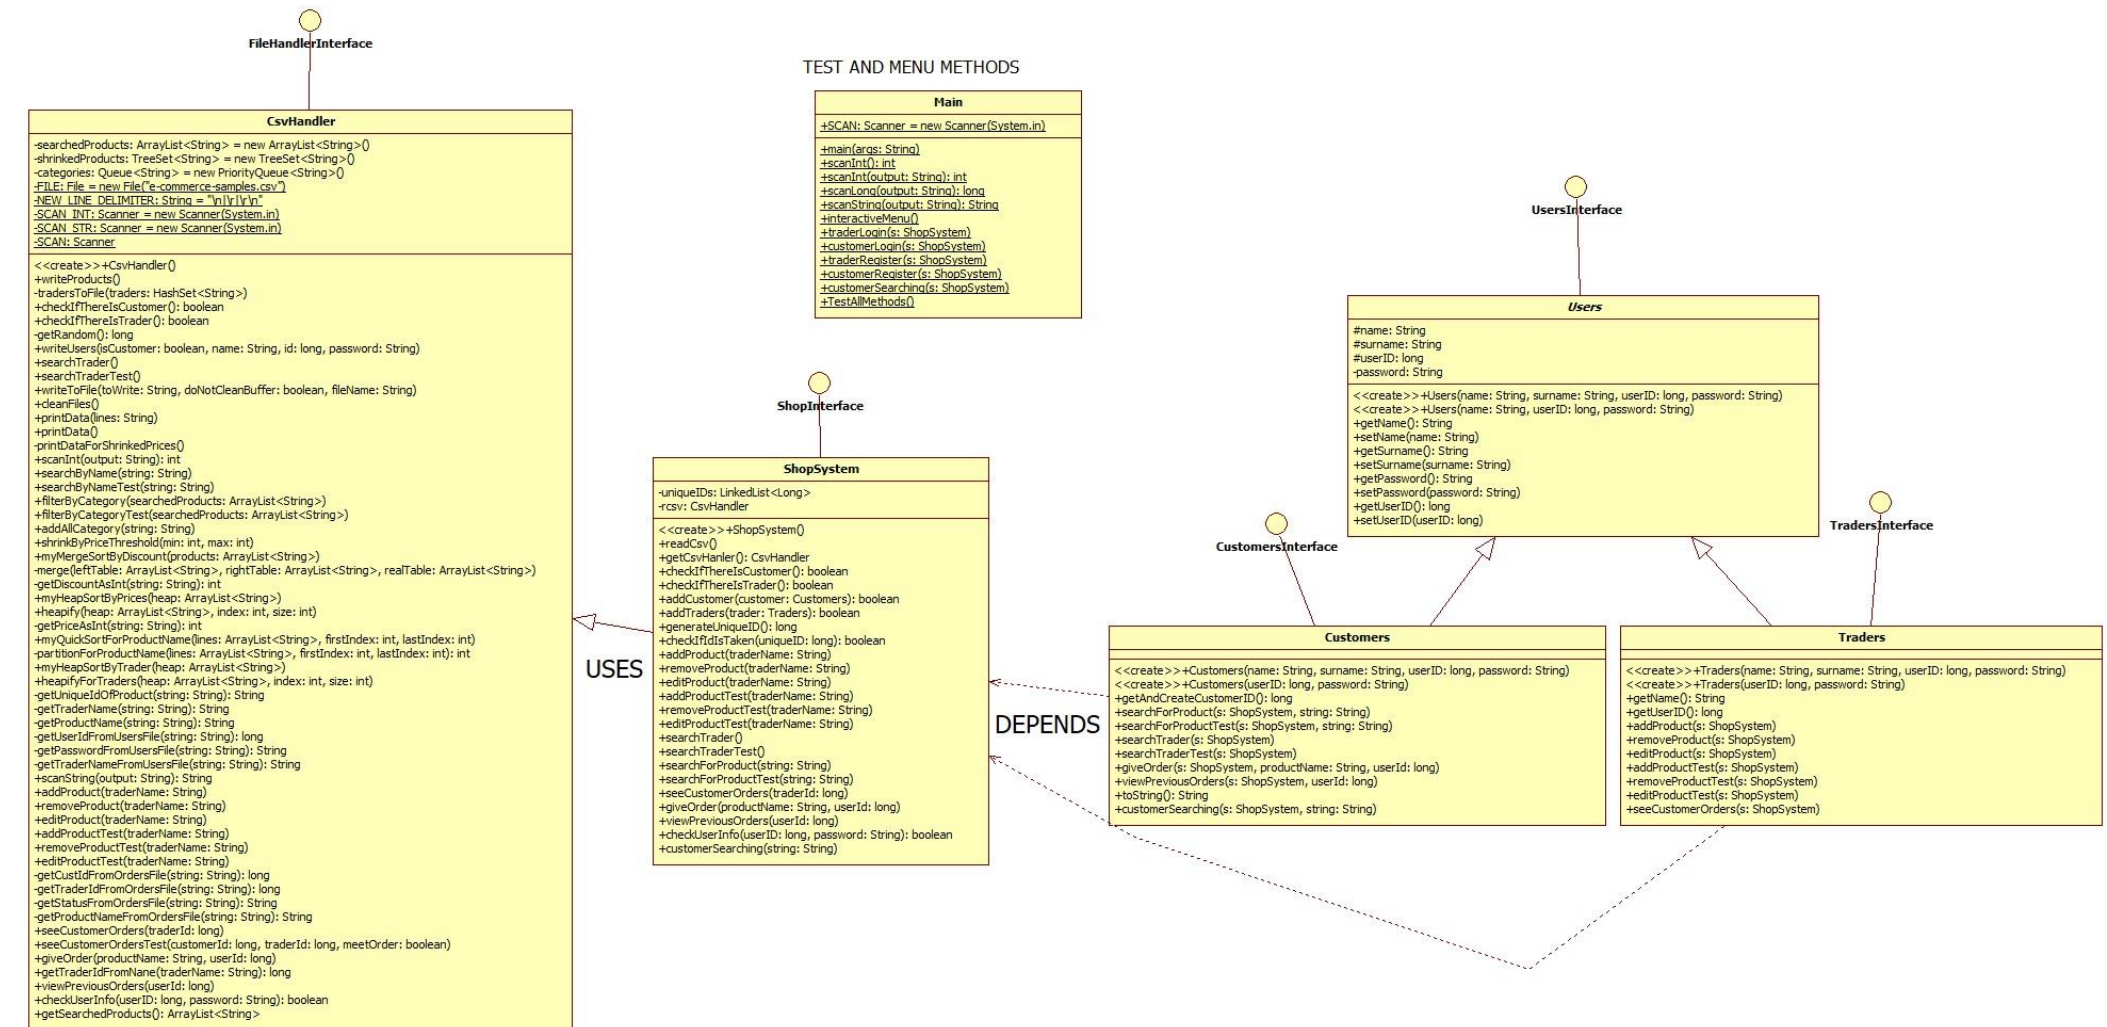 FileHandlerInterface
CsvHandler
-searchedProducts: ArrayList<String> = new ArrayList<String>()
-shrinkedProducts: TreeSet<String> = new TreeSet<String>()
-categories: Queue<String> = new PriorityQueue<String>()
-FILE: File = new File("e-commerce-samples.csv")
-NEW_LINE_DELIMITER: String = "\n|\r|\r\n"
-SCAN_INT: Scanner = new Scanner(System.in)
-SCAN_STR: Scanner = new Scanner(System.in)
-SCAN: Scanner
<<create>>+CsvHandler()
+writeProducts()
-tradersToFile(traders: HashSet<String>)
+checkIfThereIsCustomer(): boolean
+checkIfThereIsTrader(): boolean
-getRandom(): long
+writeUsers(isCustomer: boolean, name: String, id: long, password: String)
+searchTrader()
+searchTraderTest()
+writeToFile(toWrite: String, doNotCleanBuffer: boolean, fileName: String)
+cleanFiles()
+printData(lines: String)
+printData()
-printDataForShrinkedPrices()
+scanInt(output: String): int
+searchByName(string: String)
+searchByNameTest(string: String)
+filterByCategory(searchedProducts: ArrayList<String>)
+filterByCategoryTest(searchedProducts: ArrayList<String>)
+addAllCategory(string: String)
+shrinkByPriceThreshold(min: int, max: int)
+myMergeSortByDiscount(products: ArrayList<String>)
-merge(leftTable: ArrayList<String>, rightTable: ArrayList<String>, realTable: ArrayList<String>)
-getDiscountAsInt(string: String): int
+myHeapSortByPrices(heap: ArrayList<String>)
+heapify(heap: ArrayList<String>, index: int, size: int)
-getPriceAsInt(string: String): int
+myQuickSortForProductName(lines: ArrayList<String>, firstIndex: int, lastIndex: int)
-partitionForProductName(lines: ArrayList<String>, firstIndex: int, lastIndex: int): int
+myHeapSortByTrader(heap: ArrayList<String>)
+heapifyForTraders(heap: ArrayList<String>, index: int, size: int)
-getUniqueIdOfProduct(string: String): String
-getTraderName(string: String): String
-getProductName(string: String): String
-getUserIdFromUsersFile(string: String): long
-getPasswordFromUsersFile(string: String): String
-getTraderNameFromUsersFile(string: String): String
+scanString(output: String): String
+addProduct(traderName: String)
+removeProduct(traderName: String)
+editProduct(traderName: String)
+addProductTest(traderName: String)
+removeProductTest(traderName: String)
+editProductTest(traderName: String)
-getCustIdFromOrdersFile(string: String): long
-getTraderIdFromOrdersFile(string: String): long
-getStatusFromOrdersFile(string: String): String
-getProductNameFromOrdersFile(string: String): String
+seeCustomerOrders(traderId: long)
+seeCustomerOrdersTest(customerId: long, traderId: long, meetOrder: boolean)
+giveOrder(productName: String, userId: long)
+getTraderIdFromNane(traderName: String): long
+viewPreviousOrders(userId: long)
+checkUserInfo(userID: long, password: String): boolean
+getSearchedProducts(): ArrayList<String>
USES
TEST AND MENU METHODS
Main
+SCAN: Scanner = new Scanner(System.in)
+main(args: String)
+scanInt(): int
+scanInt(output: String): int
+scanLong(output: String): long
+scanString(output: String): String
+interactiveMenu()
+traderLogin(s: ShopSystem)
+customerLogin(s: ShopSystem)
+traderRegister(s: ShopSystem)
+customerRegister(s: ShopSystem)
+customerSearching(s: ShopSystem)
+TestAllMethods()
ShopInterface
ShopSystem
-uniqueIDs: LinkedList<Long>
-rcsv: CsvHandler
<<create>>+ShopSystem()
+readCsv()
+getCsvHanler(): CsvHandler
+checkIfThereIsCustomer(): boolean
+checkIfThereIsTrader(): boolean
+addCustomer(customer: Customers): boolean
+addTraders(trader: Traders): boolean
+generateUniqueID(): long
+checkIfIdIsTaken(uniqueID: long): boolean
+addProduct(traderName: String)
+removeProduct(traderName: String)
+editProduct(traderName: String)
+addProductTest(traderName: String)
+removeProductTest(traderName: String)
+editProductTest(traderName: String)
+searchTrader()
+searchTraderTest()
+searchForProduct(string: String)
+searchForProductTest(string: String)
+seeCustomerOrders(traderId: long)
+giveOrder(productName: String, userId: long)
+viewPreviousOrders(userId: long)
+checkUserInfo(userID: long, password: String): boolean
+customerSearching(string: String)
DEPENDS
UsersInterface
Users
#name: String
#surname: String
#userID: long
-password: String
<<create>>+Users(name: String, surname: String, userID: long, password: String)
<<create>>+Users(name: String, userID: long, password: String)
+getName(): String
+setName(name: String)
+getSurname(): String
+setSurname(surname: String)
+getPassword(): String
+setPassword(password: String)
+getUserID(): long
+setUserID(userID: long)
CustomersInterface
Customers
<<create>>+Customers(name: String, surname: String, userID: long, password: String)
<<create>>+Customers(userID: long, password: String)
+getAndCreateCustomerID(): long
+searchForProduct(s: ShopSystem, string: String)
+searchForProductTest(s: ShopSystem, string: String)
+searchTrader(s: ShopSystem)
+searchTraderTest(s: ShopSystem)
+giveOrder(s: ShopSystem, productName: String, userId: long)
+viewPreviousOrders(s: ShopSystem, userId: long)
+toString(): String
+customerSearching(s: ShopSystem, string: String)
TradersInterface
Traders
<<create>>+Traders(name: String, surname: String, userID: long, password: String)
<<create>>+Traders(userID: long, password: String)
+getName(): String
+getUserID(): long
+addProduct(s: ShopSystem)
+removeProduct(s: ShopSystem)
+editProduct(s: ShopSystem)
+addProductTest(s: ShopSystem)
+removeProductTest(s: ShopSystem)
+editProductTest(s: ShopSystem)
+seeCustomerOrders(s: ShopSystem)